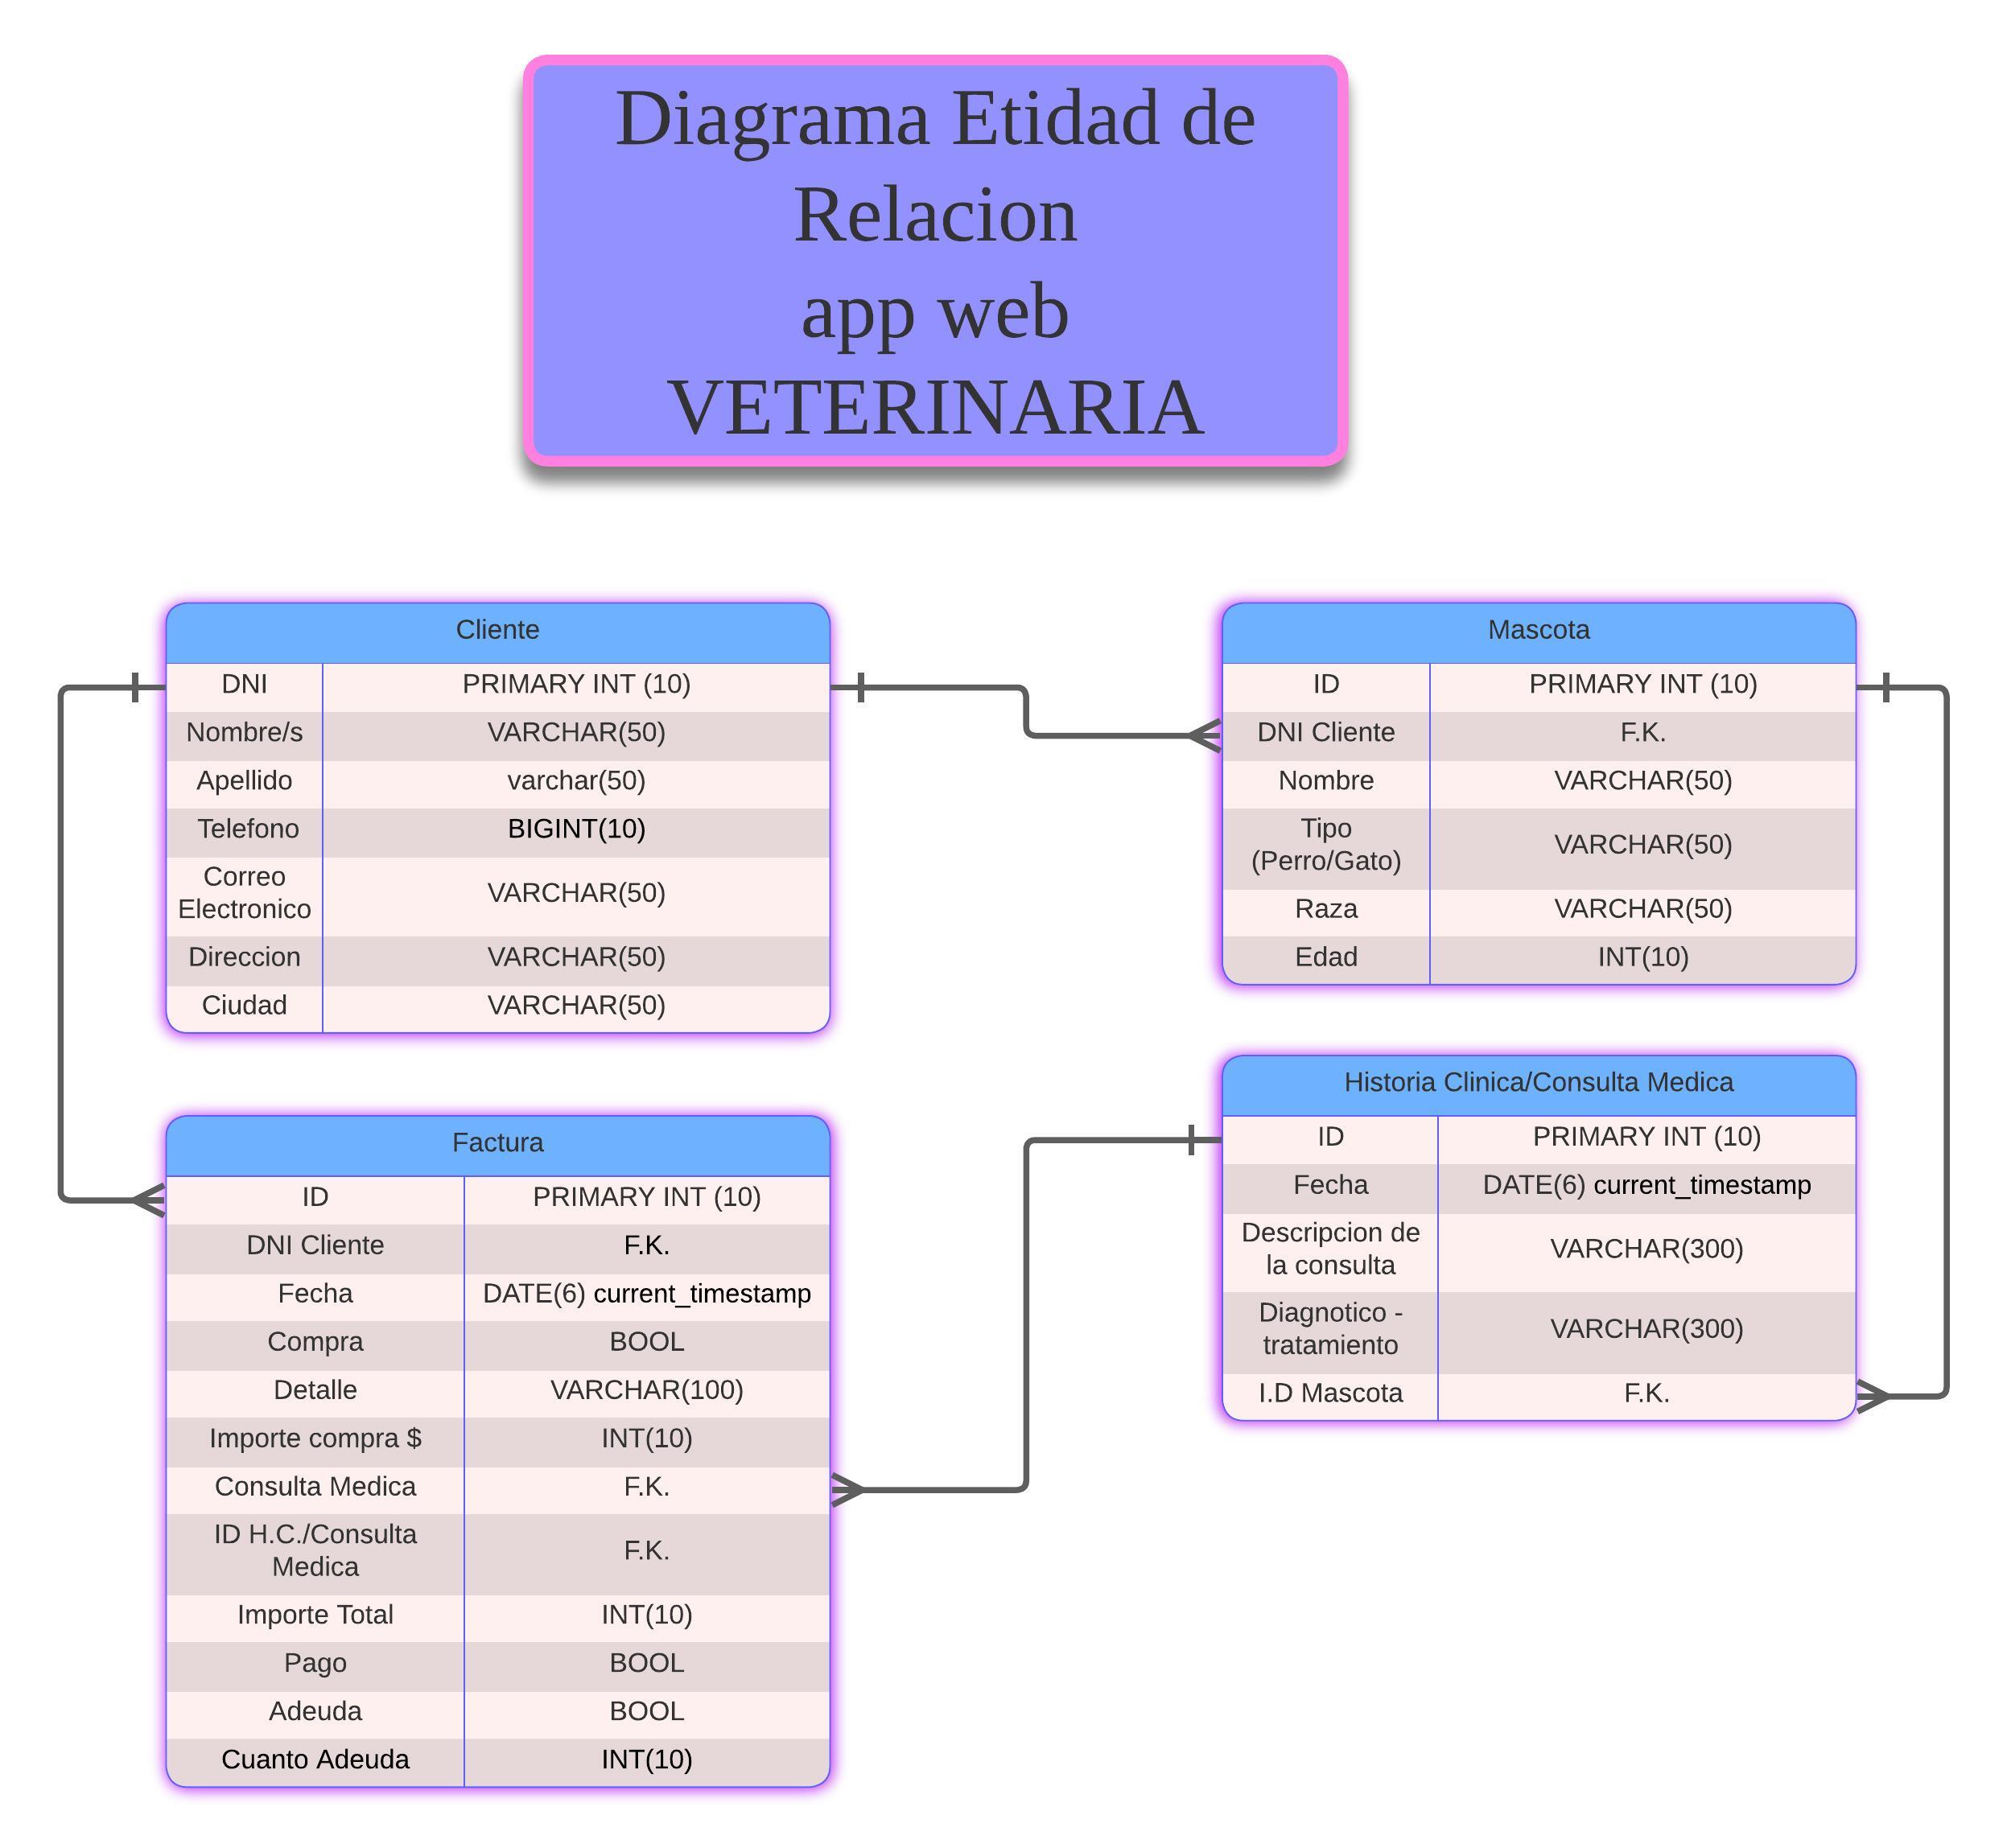 Diagrama Etidad de
Relacion
app web
VETERINARIA
Cliente
DNI PRIMARY INT (10)
Nombre/s VARCHAR(50)
Apellido varchar(50)
Telefono BIGINT(10)
Correo
Electronico VARCHAR(50)
Direccion VARCHAR(50)
Ciudad VARCHAR(50)
Mascota
ID PRIMARY INT (10)
DNI Cliente F.K.
Nombre VARCHAR(50)
Tipo
(Perro/Gato) VARCHAR(50)
Raza VARCHAR(50)
Edad INT(10)
Factura
ID PRIMARY INT (10)
DNI Cliente F.K.
Fecha DATE(6) current_timestamp
Compra BOOL
Detalle VARCHAR(100)
Importe compra $ INT(10)
Consulta Medica F.K.
ID H.C./Consulta
Medica F.K.
Importe Total INT(10)
Pago BOOL
Adeuda BOOL
Cuanto Adeuda INT(10)
Historia Clinica/Consulta Medica
ID PRIMARY INT (10)
Fecha DATE(6) current_timestamp
Descripcion de
la consulta VARCHAR(300)
Diagnotico -
tratamiento VARCHAR(300)
I.D Mascota F.K.